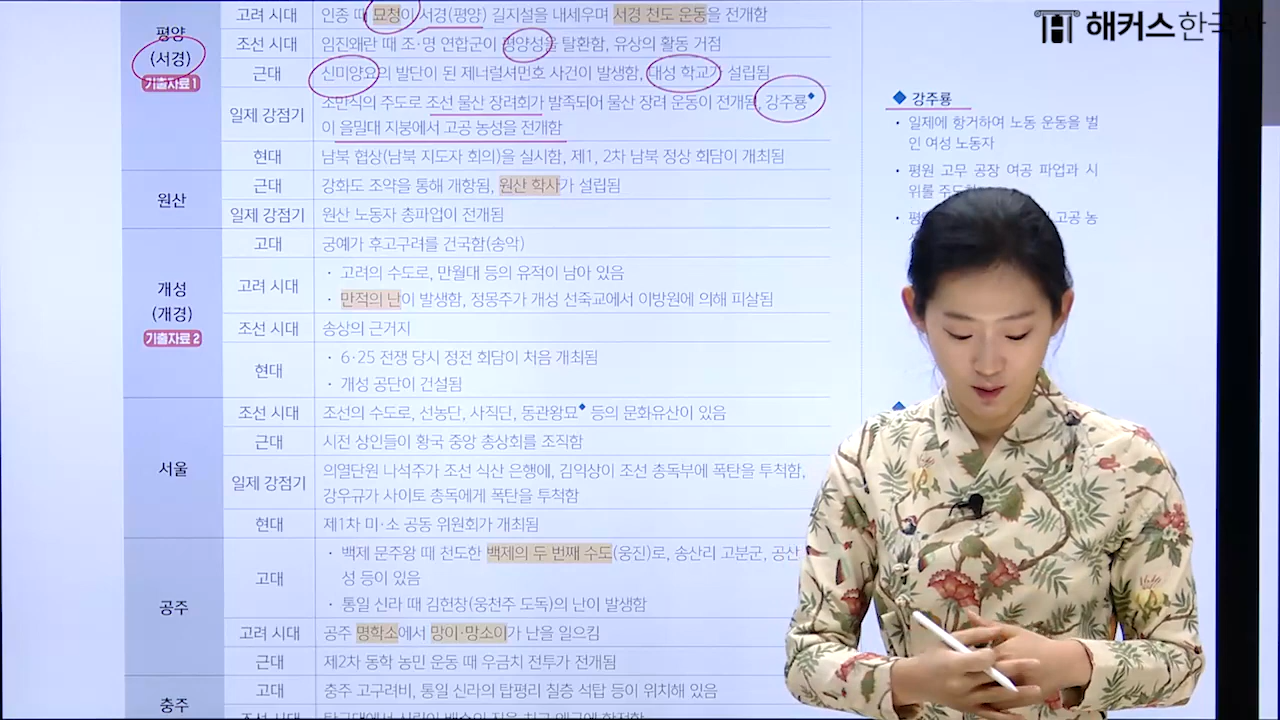 해커스한국사
고려 시대 인종 때 묘청이 서경(평양) 길지설을 내세우며 서경 천도 운동을 전개함
평양
(서경)
기출자료 1
조선 시대 임진왜란 때 조·명 연합군이 평양성을 탈환함, 유상의 활동 거점
근대 신미양요의 발단이 된 제너럴셔먼호 사건이 발생함, 대성 학교가 설립됨
일제 강점기 조만식의 주도로 조선 물산 장려회가 발족되어 물산 장려 운동이 전개됨, 강주룡
이 을밀대 지붕에서 고공 농성을 전개함
현대 남북 협상(남북 지도자 회의)을 실시함, 제1, 2차 남북 정상 회담이 개최됨
원산
근대 강화도 조약을 통해 개항됨, 원산 학사가 설립됨
일제 강점기 원산 노동자 총파업이 전개됨
개성
(개경)
기출자료 2
고대 궁예가 후고구려를 건국함(송악)
고려 시대 · 고려의 수도로, 만월대 등의 유적이 남아 있음
· 만적의 난이 발생함, 정몽주가 개성 선죽교에서 이방원에 의해 피살됨
조선 시대 송상의 근거지
현대 · 6·25 전쟁 당시 정전 회담이 처음 개최됨
· 개성 공단이 건설됨
서울
조선 시대 조선의 수도로, 선농단, 사직단, 동관왕묘 등의 문화유산이 있음
근대 시전 상인들이 황국 중앙 총상회를 조직함
일제 강점기 의열단원 나석주가 조선 식산 은행에, 김익상이 조선 총독부에 폭탄을 투척함,
강우규가 사이토 총독에게 폭탄을 투척함
현대 제1차 미·소 공동 위원회가 개최됨
공주
고대 · 백제 문주왕 때 천도한 백제의 두 번째 수도(웅진)로, 송산리 고분군, 공산
성 등이 있음
· 통일 신라 때 김헌창(웅천주 도독)의 난이 발생함
고려 시대 공주 명학소에서 망이·망소이가 난을 일으킴
근대 제2차 동학 농민 운동 때 우금치 전투가 전개됨
충주
고대 충주 고구려비, 통일 신라의 탑평리 칠층 석탑 등이 위치해 있음
◆ 강주룡
· 일제에 항거하여 노동 운동을 벌
인 여성 노동자
· 평원 고무 공장 여공 파업과 시
위를 주도
· 평
고공 농